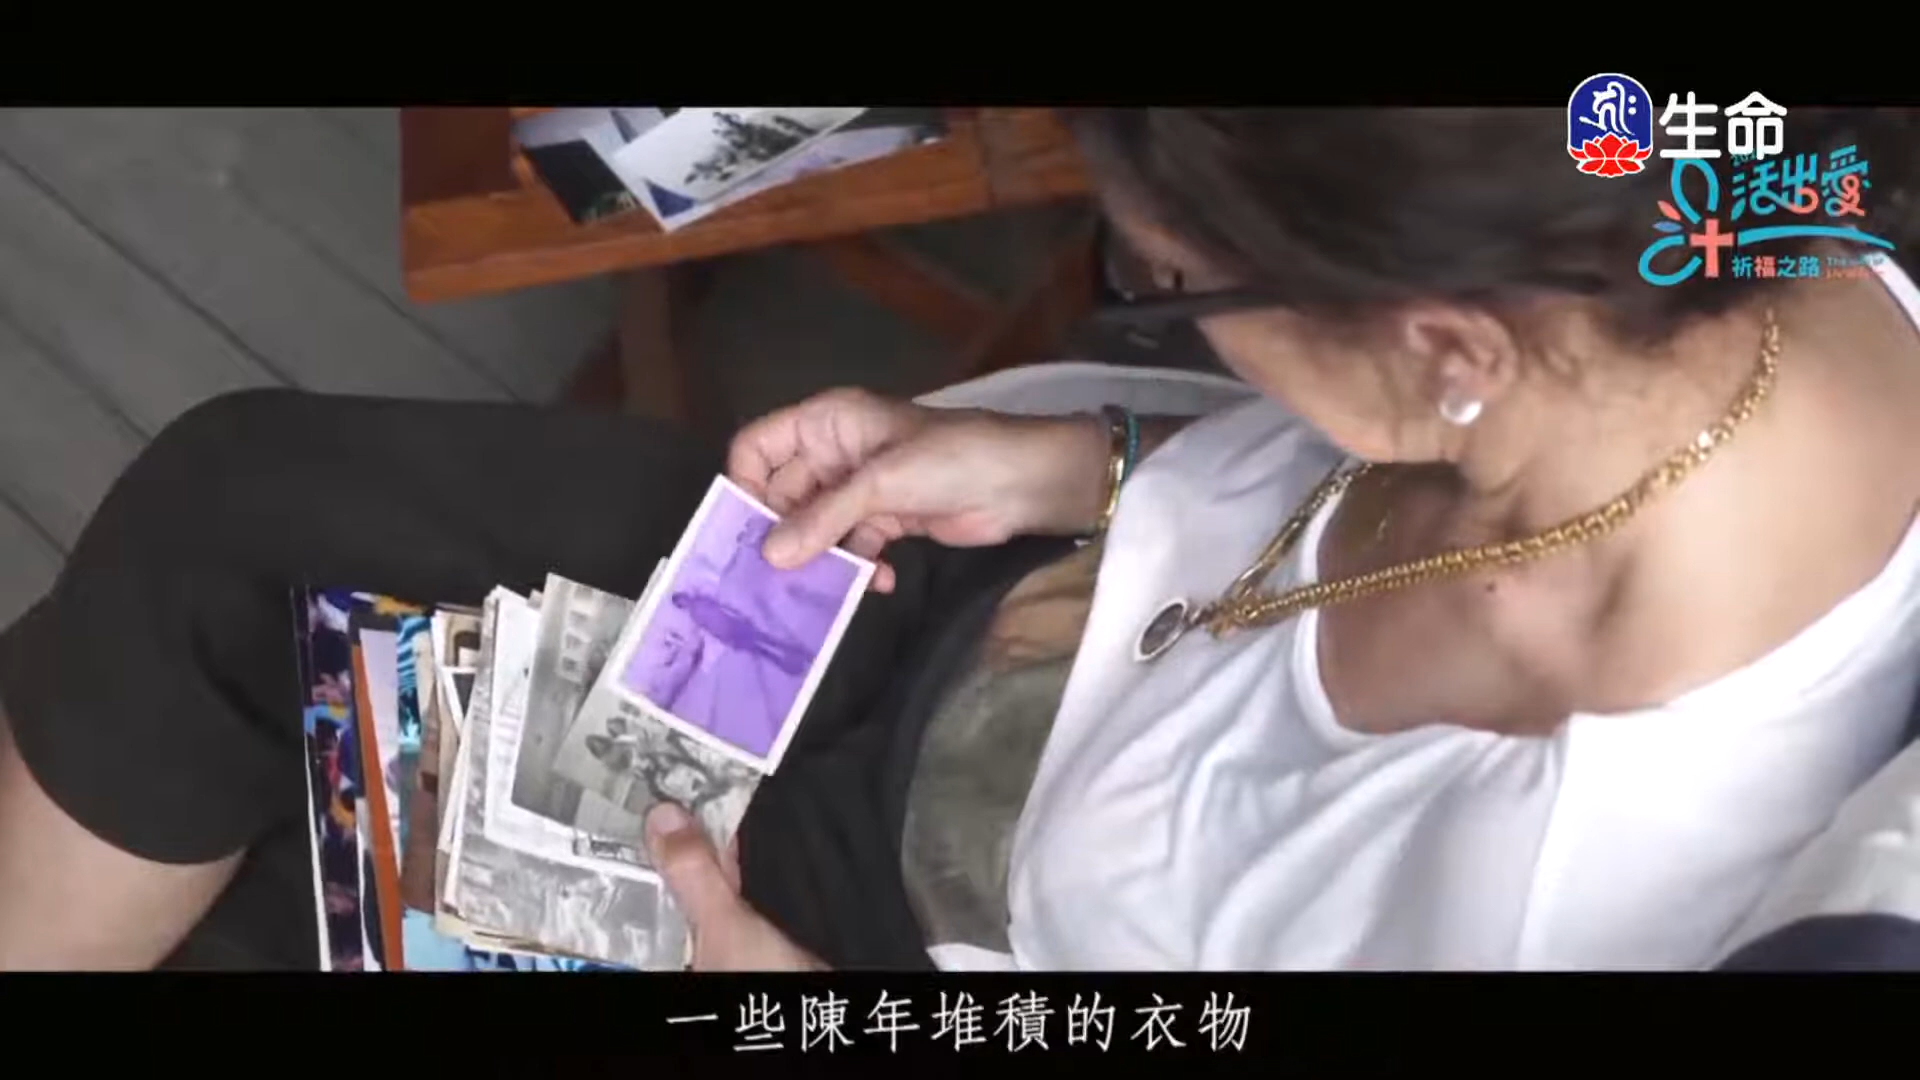 生命
活出愛
祈福之路
一些陳年堆積的衣物